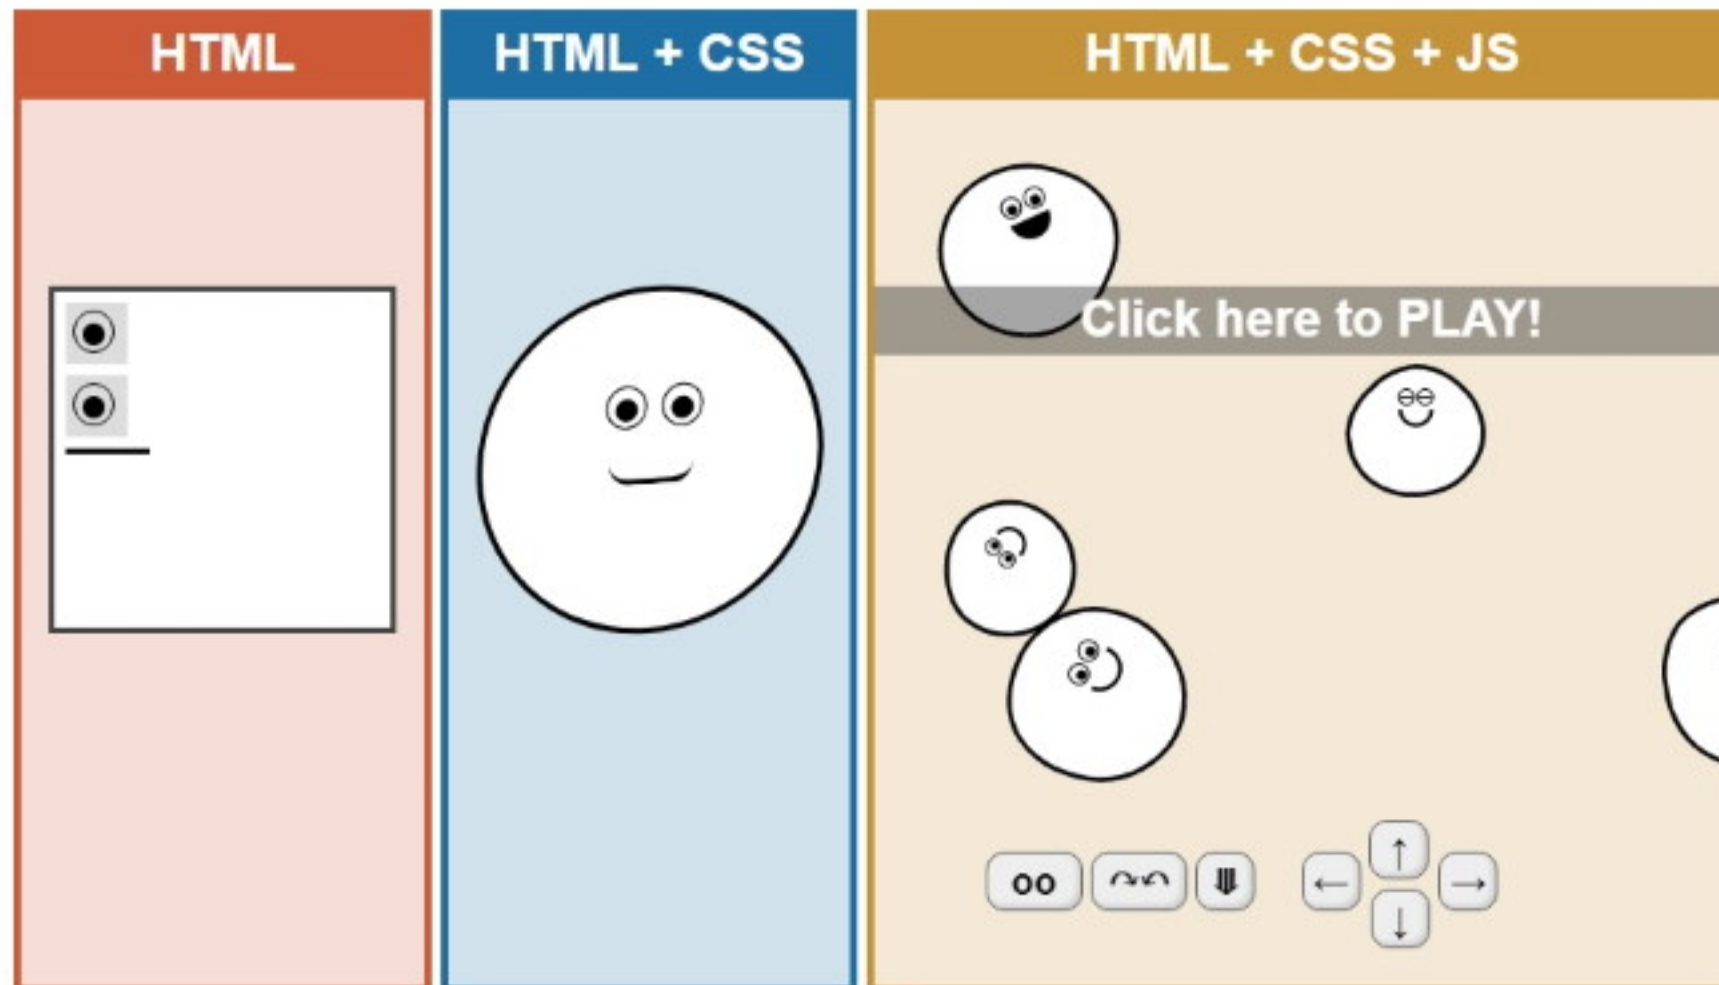 HTML
HTML + CSS
HTML + CSS + JS
Click here to PLAY!
oo
↑
← →
↓